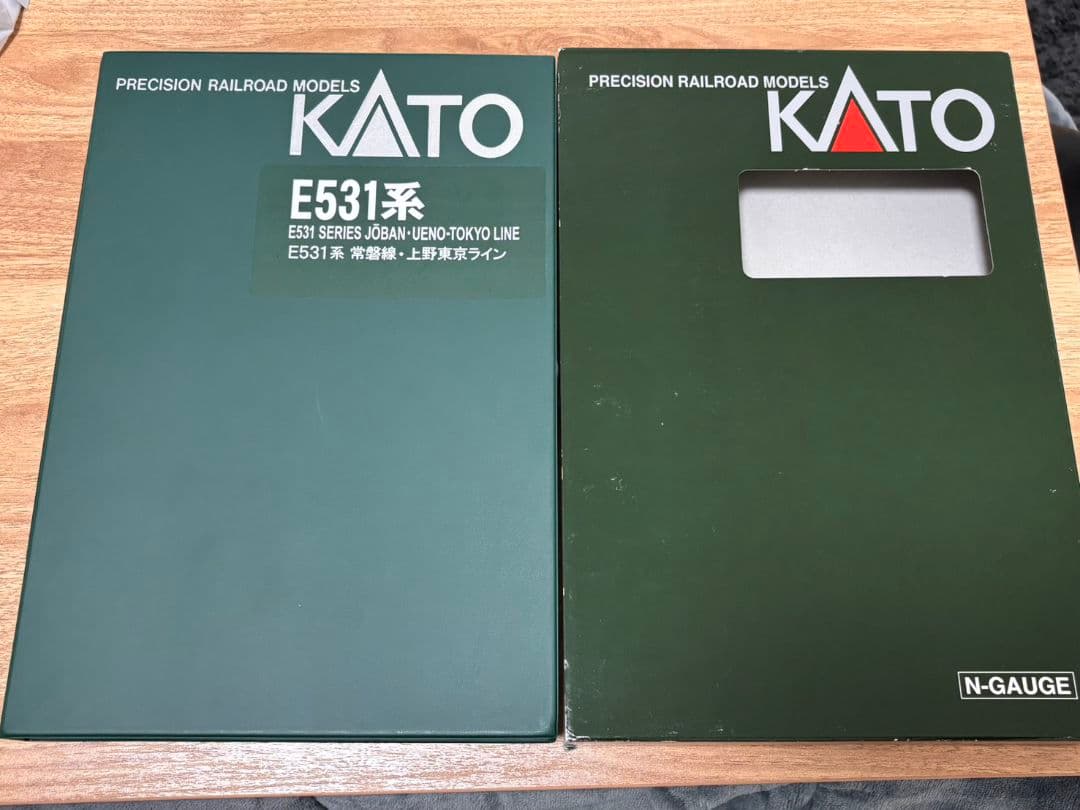 PRECISION RAILROAD MODELS
KATO
E531系
E531 SERIES JŌBAN・UENO-TOKYO LINE
E531系 常磐線・上野東京ライン
PRECISION RAILROAD MODELS
KATO
N-GAUGE